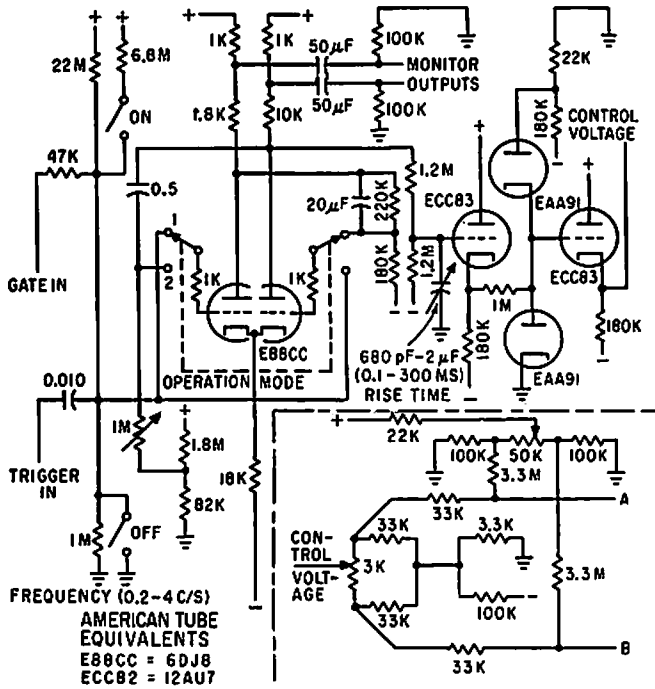 +
+
+
+
1K
1K
100K
50µF
MONITOR
OUTPUTS
50µF
100K
22M
6.8M
ON
1.8K
10K
47K
0.5
1.2M
20µF
220K
180K
1.2M
1
2
1K
1K
GATE IN
E88CC
OPERATION MODE
0.010
TRIGGER
IN
1M
1.8M
+
82K
18K
1M
OFF
FREQUENCY (0.2-4C/S)
AMERICAN TUBE
EQUIVALENTS
E88CC = 6DJ8
ECC82 = 12AU7
+
22K
180K
CONTROL
VOLTAGE
+
ECC83
EAA91
+
ECC83
1M
180K
180K
EAA91
680 pF-2µF
(0.1-300 MS)
RISE TIME
+
22K
100K
50K
100K
3.3M
A
33K
CON-
TROL
VOLT-
AGE
3K
33K
33K
3.3K
100K
3.3M
33K
B